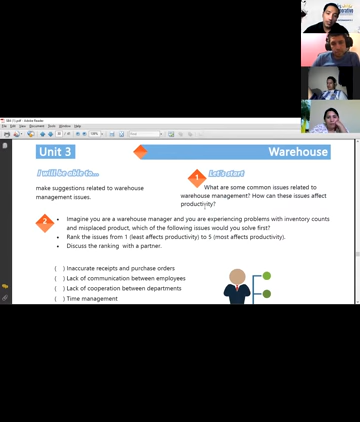 Unit 3
Warehouse
I will be able to...
make suggestions related to warehouse
management issues.
1
Let's start
What are some common issues related to
warehouse management? How can these issues affect
productivity?
2
• Imagine you are a warehouse manager and you are experiencing problems with inventory counts
and misplaced product, which of the following issues would you solve first?
• Rank the issues from 1 (least affects productivity) to 5 (most affects productivity).
• Discuss the ranking with a partner.
( ) Inaccurate receipts and purchase orders
( ) Lack of communication between employees
( ) Lack of cooperation between departments
( ) Time management